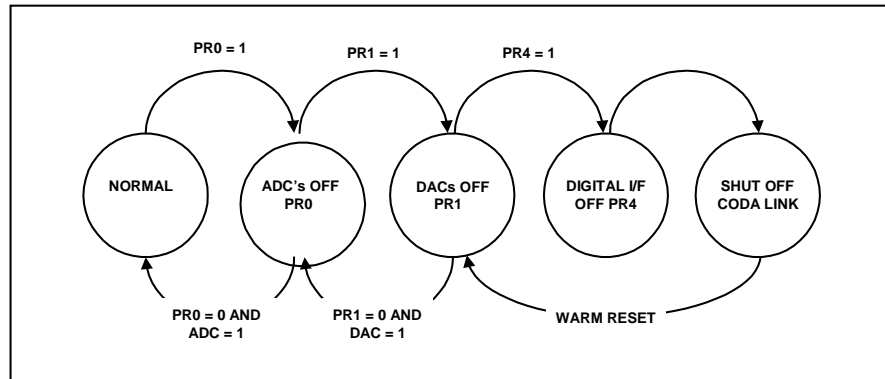 PR0 = 1
PR1 = 1
PR4 = 1
NORMAL
ADC's OFF
PR0
DACs OFF
PR1
DIGITAL I/F
OFF PR4
SHUT OFF
CODA LINK
PR0 = 0 AND
ADC = 1
PR1 = 0 AND
DAC = 1
WARM RESET